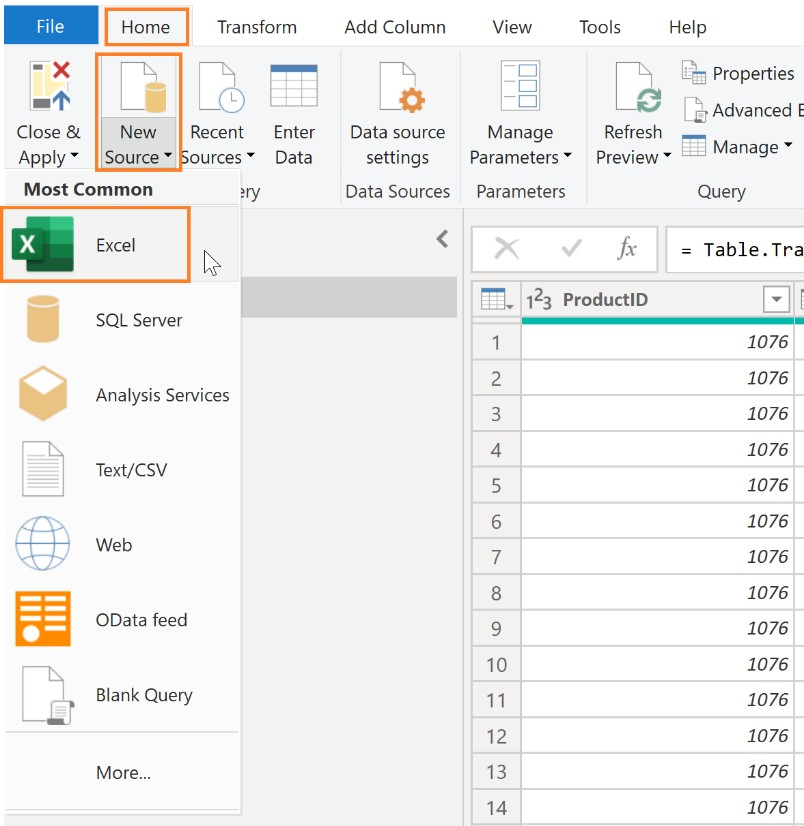 File Home Transform Add Column View Tools Help
Close &
Apply
New
Source
Recent
Sources
Enter
Data
Data source
settings
Manage
Parameters
Refresh
Preview
Properties
Advanced E
Manage
Data Sources
Parameters
Query
Most Common
Excel
SQL Server
Analysis Services
Text/CSV
Web
OData feed
Blank Query
More...
fx = Table.Tra
1²3 ProductID
1 1076
2 1076
3 1076
4 1076
5 1076
6 1076
7 1076
8 1076
9 1076
10 1076
11 1076
12 1076
13 1076
14 1076